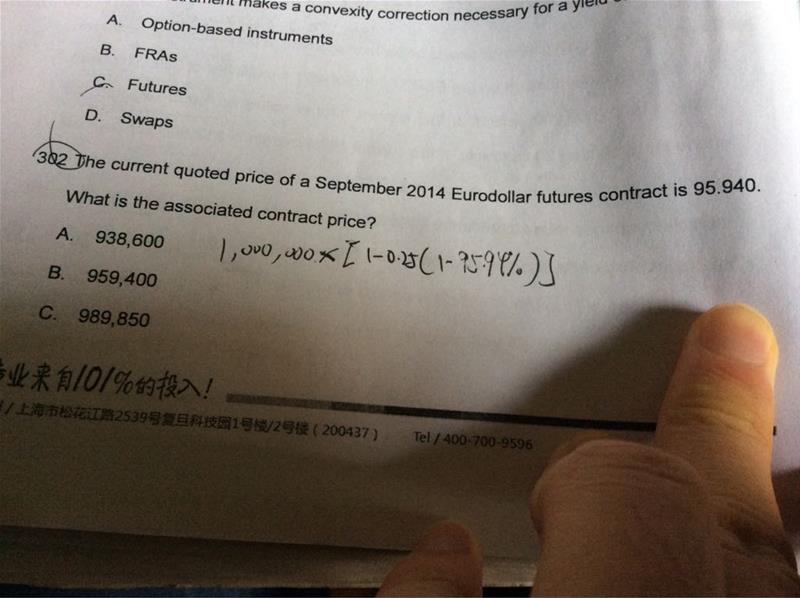 makes a convexity correction necessary for a yield
A. Option-based instruments
B. FRAs
C. Futures
D. Swaps
302 The current quoted price of a September 2014 Eurodollar futures contract is 95.940.
What is the associated contract price?
A. 938,600
1,000,000×[1-0.25(1-95.94%)]
B. 959,400
C. 989,850
业来自101%的投入!
/ 上海市松花江路2539号复旦科技园1号楼/2号楼（200437） Tel / 400-700-9596